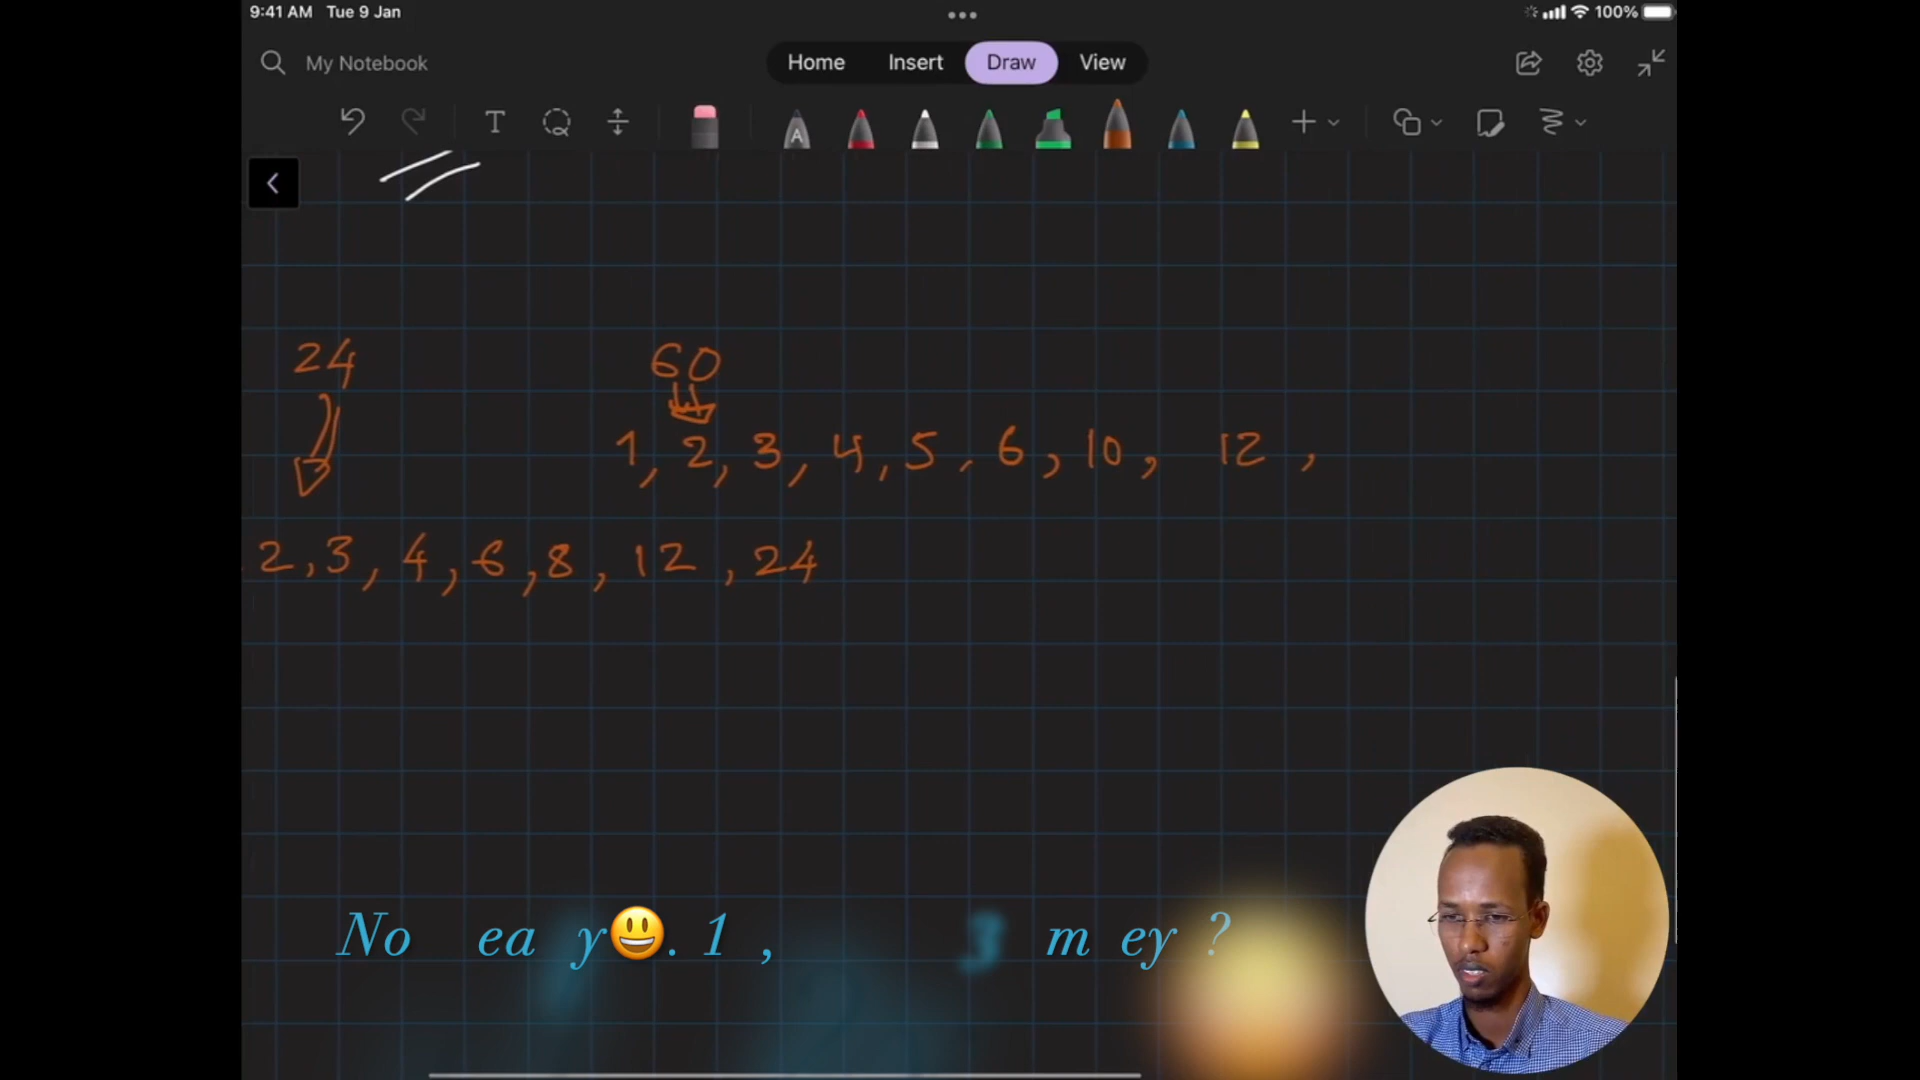 9:41 AM Tue 9 Jan
100%
My Notebook
Home Insert Draw View
T A
24
60
1, 2, 3, 4, 5, 6, 10, 12,
2, 3, 4, 6, 8, 12, 24